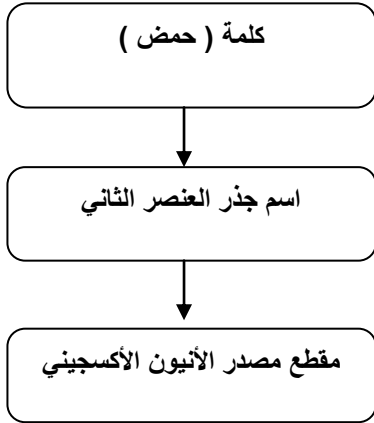 كلمة ( حمض )
اسم جذر العنصر الثاني
مقطع مصدر الأنيون الأكسجيني